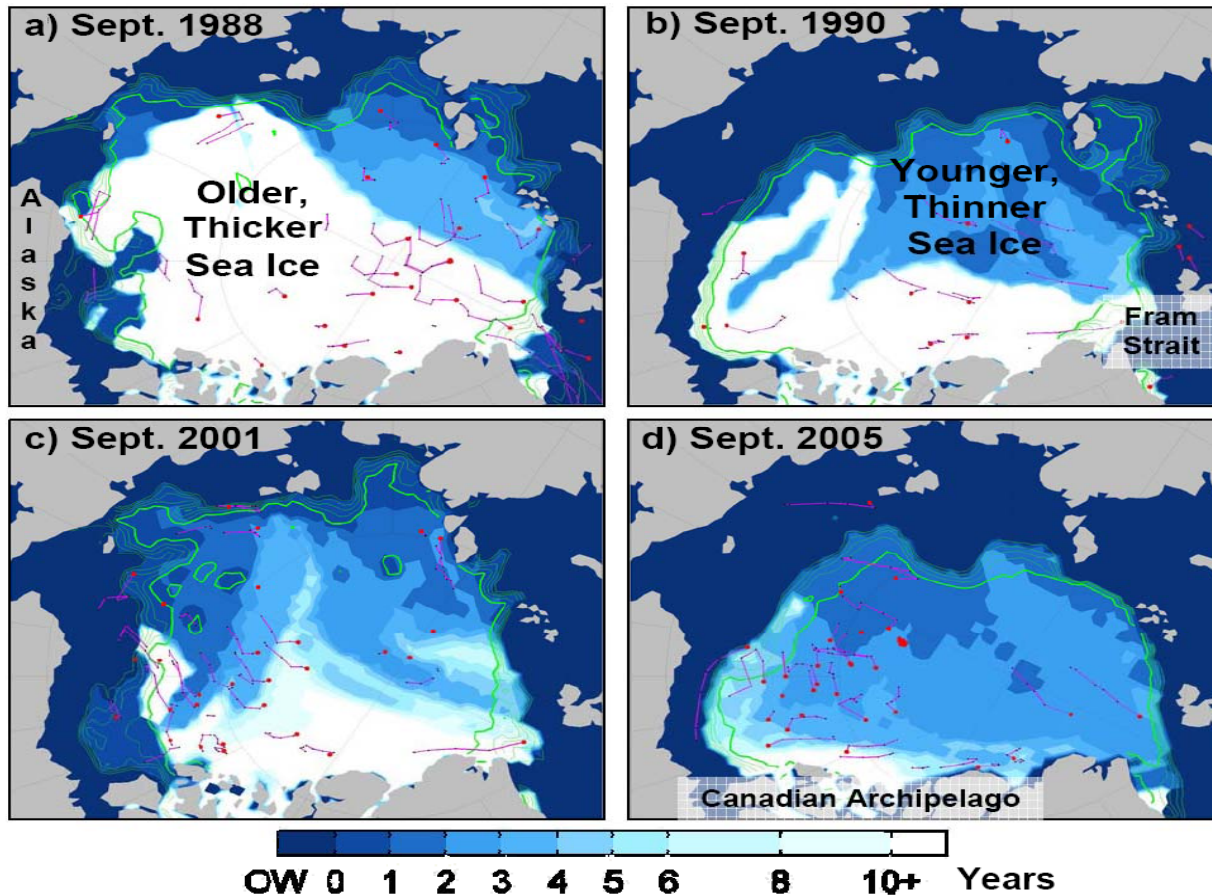 a) Sept. 1988
b) Sept. 1990
Alaska
Older,
Thicker
Sea Ice
Younger,
Thinner
Sea Ice
Fram
Strait
c) Sept. 2001
d) Sept. 2005
Canadian Archipelago
OW 0 1 2 3 4 5 6 8 10+ Years